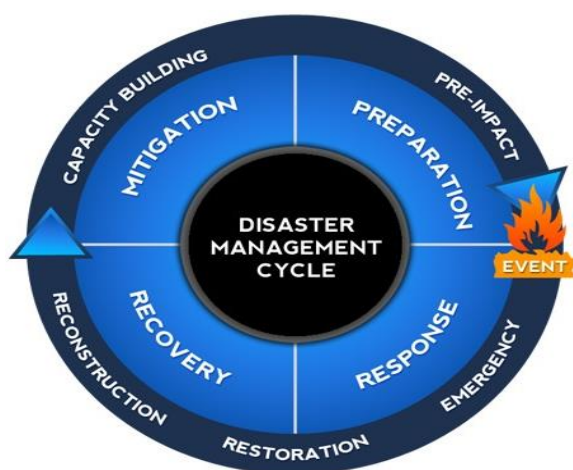 CAPACITY BUILDING
PRE-IMPACT
MITIGATION
PREPARATION
DISASTER
MANAGEMENT
CYCLE
EVENT
RECOVERY
RESPONSE
RECONSTRUCTION
EMERGENCY
RESTORATION